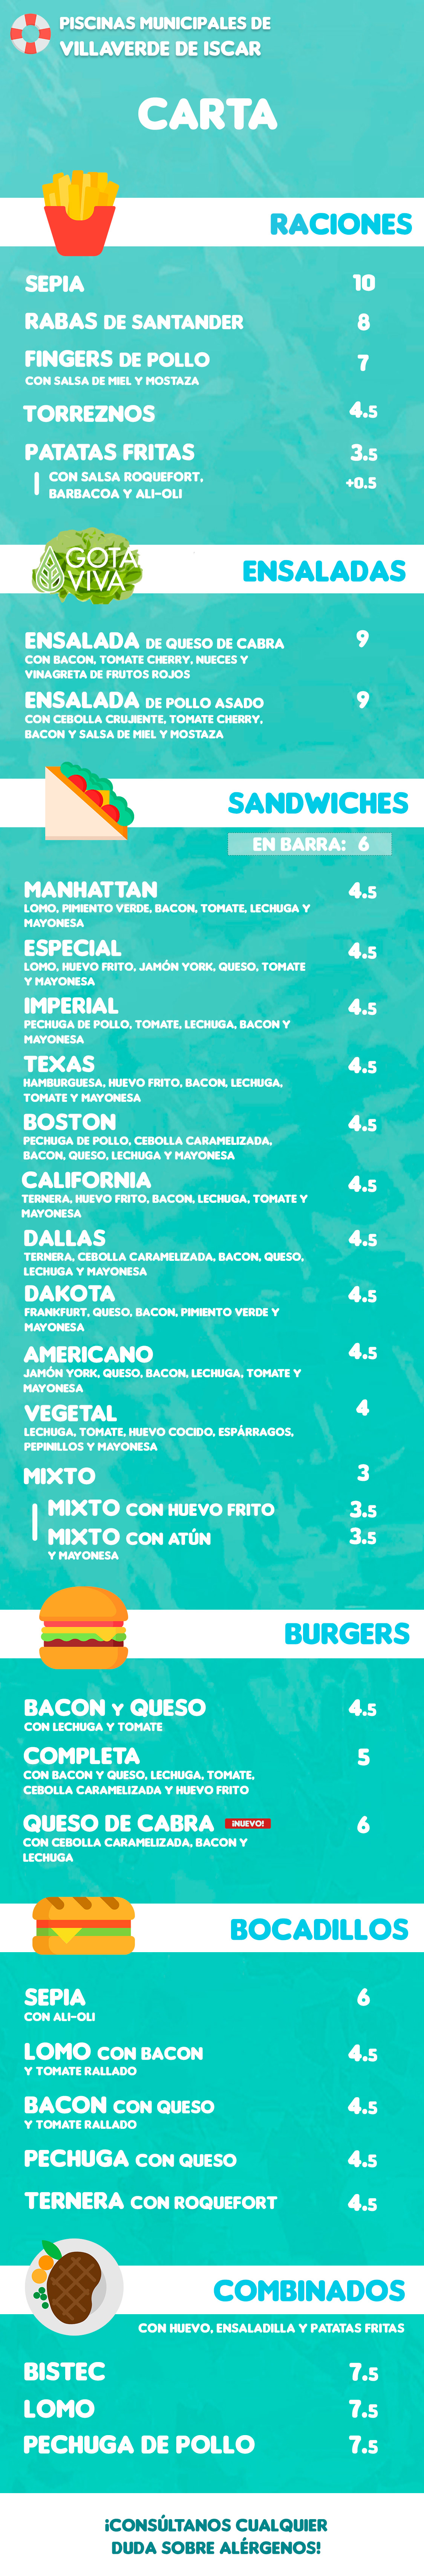 PISCINAS MUNICIPALES DE
VILLAVERDE DE ISCAR
CARTA
RACIONES
SEPIA 10
RABAS DE SANTANDER 8
FINGERS DE POLLO 7
CON SALSA DE MIEL Y MOSTAZA
TORREZNOS 4.5
PATATAS FRITAS 3.5
CON SALSA ROQUEFORT, +0.5
BARBACOA Y ALI-OLI
GOTA
VIVA
ENSALADAS
ENSALADA DE QUESO DE CABRA 9
CON BACON, TOMATE CHERRY, NUECES Y
VINAGRETA DE FRUTOS ROJOS
ENSALADA DE POLLO ASADO 9
CON CEBOLLA CRUJIENTE, TOMATE CHERRY,
BACON Y SALSA DE MIEL Y MOSTAZA
SANDWICHES
EN BARRA: 6
MANHATTAN 4.5
LOMO, PIMIENTO VERDE, BACON, TOMATE, LECHUGA Y
MAYONESA
ESPECIAL 4.5
LOMO, HUEVO FRITO, JAMÓN YORK, QUESO, TOMATE
Y MAYONESA
IMPERIAL 4.5
PECHUGA DE POLLO, TOMATE, LECHUGA, BACON Y
MAYONESA
TEXAS 4.5
HAMBURGUESA, HUEVO FRITO, BACON, LECHUGA,
TOMATE Y MAYONESA
BOSTON 4.5
PECHUGA DE POLLO, CEBOLLA CARAMELIZADA,
BACON, QUESO, LECHUGA Y MAYONESA
CALIFORNIA 4.5
TERNERA, HUEVO FRITO, BACON, LECHUGA, TOMATE Y
MAYONESA
DALLAS 4.5
TERNERA, CEBOLLA CARAMELIZADA, BACON, QUESO,
LECHUGA Y MAYONESA
DAKOTA 4.5
FRANKFURT, QUESO, BACON, PIMIENTO VERDE Y
MAYONESA
AMERICANO 4.5
JAMÓN YORK, QUESO, BACON, LECHUGA, TOMATE Y
MAYONESA
VEGETAL 4
LECHUGA, TOMATE, HUEVO COCIDO, ESPÁRRAGOS,
PEPINILLOS Y MAYONESA
MIXTO 3
MIXTO CON HUEVO FRITO 3.5
MIXTO CON ATÚN 3.5
Y MAYONESA
BURGERS
BACON Y QUESO 4.5
CON LECHUGA Y TOMATE
COMPLETA 5
CON BACON Y QUESO, LECHUGA, TOMATE,
CEBOLLA CARAMELIZADA Y HUEVO FRITO
QUESO DE CABRA ¡NUEVO! 6
CON CEBOLLA CARAMELIZADA, BACON Y
LECHUGA
BOCADILLOS
SEPIA 6
CON ALI-OLI
LOMO CON BACON 4.5
Y TOMATE RALLADO
BACON CON QUESO 4.5
Y TOMATE RALLADO
PECHUGA CON QUESO 4.5
TERNERA CON ROQUEFORT 4.5
COMBINADOS
CON HUEVO, ENSALADILLA Y PATATAS FRITAS
BISTEC 7.5
LOMO 7.5
PECHUGA DE POLLO 7.5
¡CONSÚLTANOS CUALQUIER
DUDA SOBRE ALÉRGENOS!